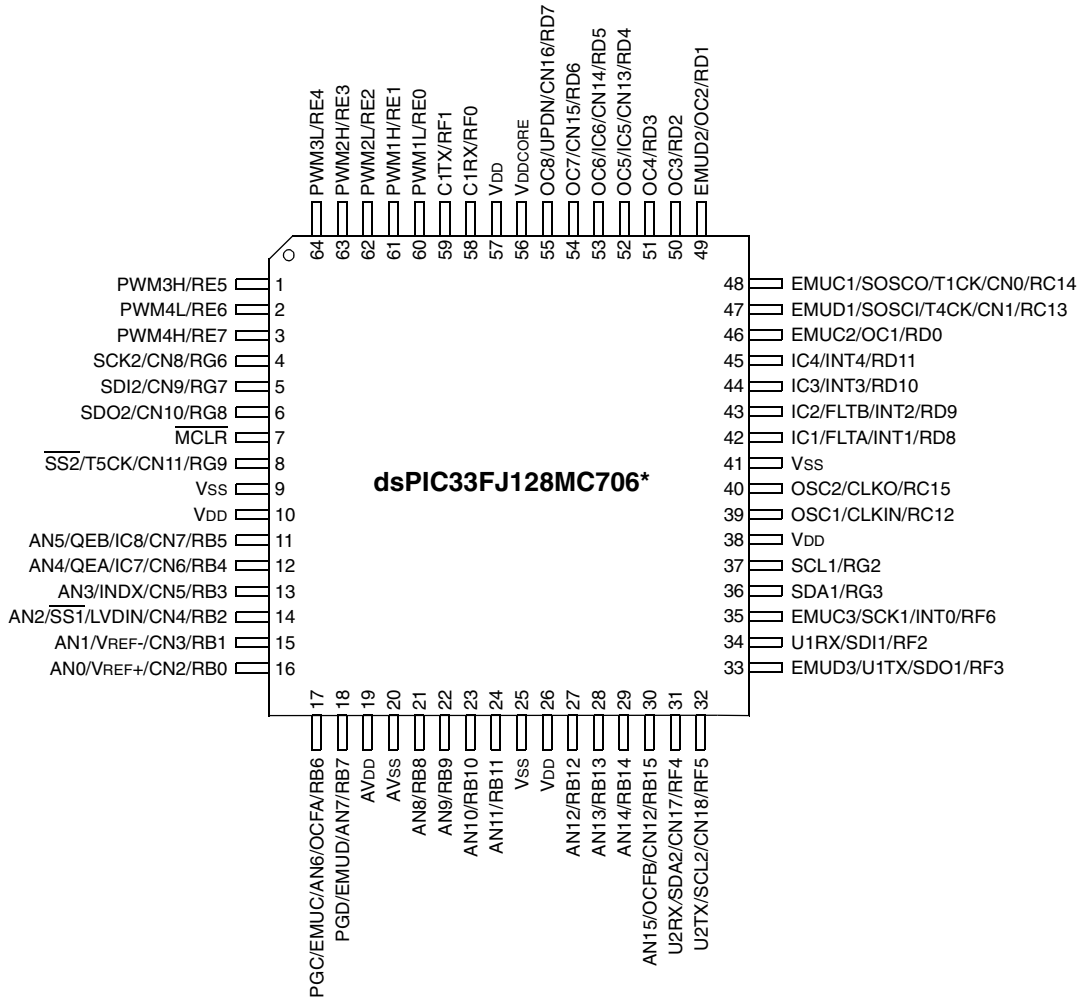 PWM3L/RE4
PWM2H/RE3
PWM2L/RE2
PWM1H/RE1
PWM1L/RE0
C1TX/RF1
C1RX/RF0
VDD
VDDCORE
OC8/UPDN/CN16/RD7
OC7/CN15/RD6
OC6/IC6/CN14/RD5
OC5/IC5/CN13/RD4
OC4/RD3
OC3/RD2
EMUD2/OC2/RD1
64
63
62
61
60
59
58
57
56
55
54
53
52
51
50
49
PWM3H/RE5 1
PWM4L/RE6 2
PWM4H/RE7 3
SCK2/CN8/RG6 4
SDI2/CN9/RG7 5
SDO2/CN10/RG8 6
MCLR 7
SS2/T5CK/CN11/RG9 8
VSS 9
VDD 10
AN5/QEB/IC8/CN7/RB5 11
AN4/QEA/IC7/CN6/RB4 12
AN3/INDX/CN5/RB3 13
AN2/SS1/LVDIN/CN4/RB2 14
AN1/VREF-/CN3/RB1 15
AN0/VREF+/CN2/RB0 16
dsPIC33FJ128MC706*
48 EMUC1/SOSCO/T1CK/CN0/RC14
47 EMUD1/SOSCI/T4CK/CN1/RC13
46 EMUC2/OC1/RD0
45 IC4/INT4/RD11
44 IC3/INT3/RD10
43 IC2/FLTB/INT2/RD9
42 IC1/FLTA/INT1/RD8
41 VSS
40 OSC2/CLKO/RC15
39 OSC1/CLKIN/RC12
38 VDD
37 SCL1/RG2
36 SDA1/RG3
35 EMUC3/SCK1/INT0/RF6
34 U1RX/SDI1/RF2
33 EMUD3/U1TX/SDO1/RF3
17
18
19
20
21
22
23
24
25
26
27
28
29
30
31
32
PGC/EMUC/AN6/OCFA/RB6
PGD/EMUD/AN7/RB7
AVDD
AVSS
AN8/RB8
AN9/RB9
AN10/RB10
AN11/RB11
VSS
VDD
AN12/RB12
AN13/RB13
AN14/RB14
AN15/OCFB/CN12/RB15
U2RX/SDA2/CN17/RF4
U2TX/SCL2/CN18/RF5